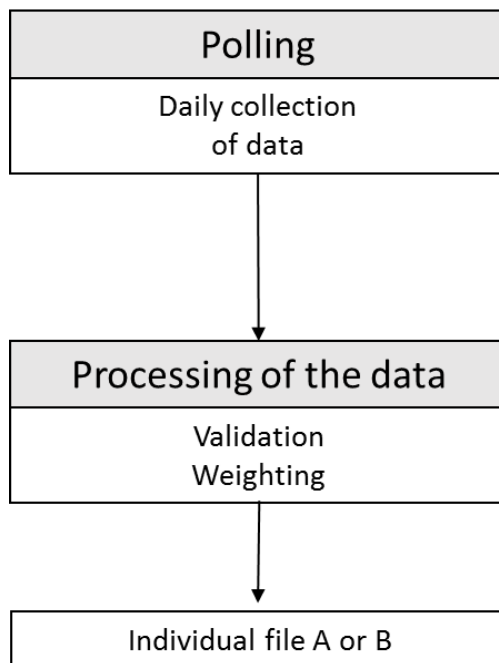 Polling
Daily collection
of data
Processing of the data
Validation
Weighting
Individual file A or B